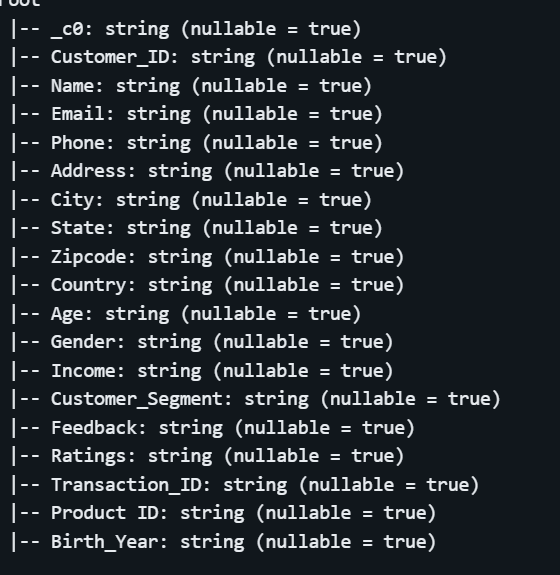 root
|-- _c0: string (nullable = true)
|-- Customer_ID: string (nullable = true)
|-- Name: string (nullable = true)
|-- Email: string (nullable = true)
|-- Phone: string (nullable = true)
|-- Address: string (nullable = true)
|-- City: string (nullable = true)
|-- State: string (nullable = true)
|-- Zipcode: string (nullable = true)
|-- Country: string (nullable = true)
|-- Age: string (nullable = true)
|-- Gender: string (nullable = true)
|-- Income: string (nullable = true)
|-- Customer_Segment: string (nullable = true)
|-- Feedback: string (nullable = true)
|-- Ratings: string (nullable = true)
|-- Transaction_ID: string (nullable = true)
|-- Product ID: string (nullable = true)
|-- Birth_Year: string (nullable = true)